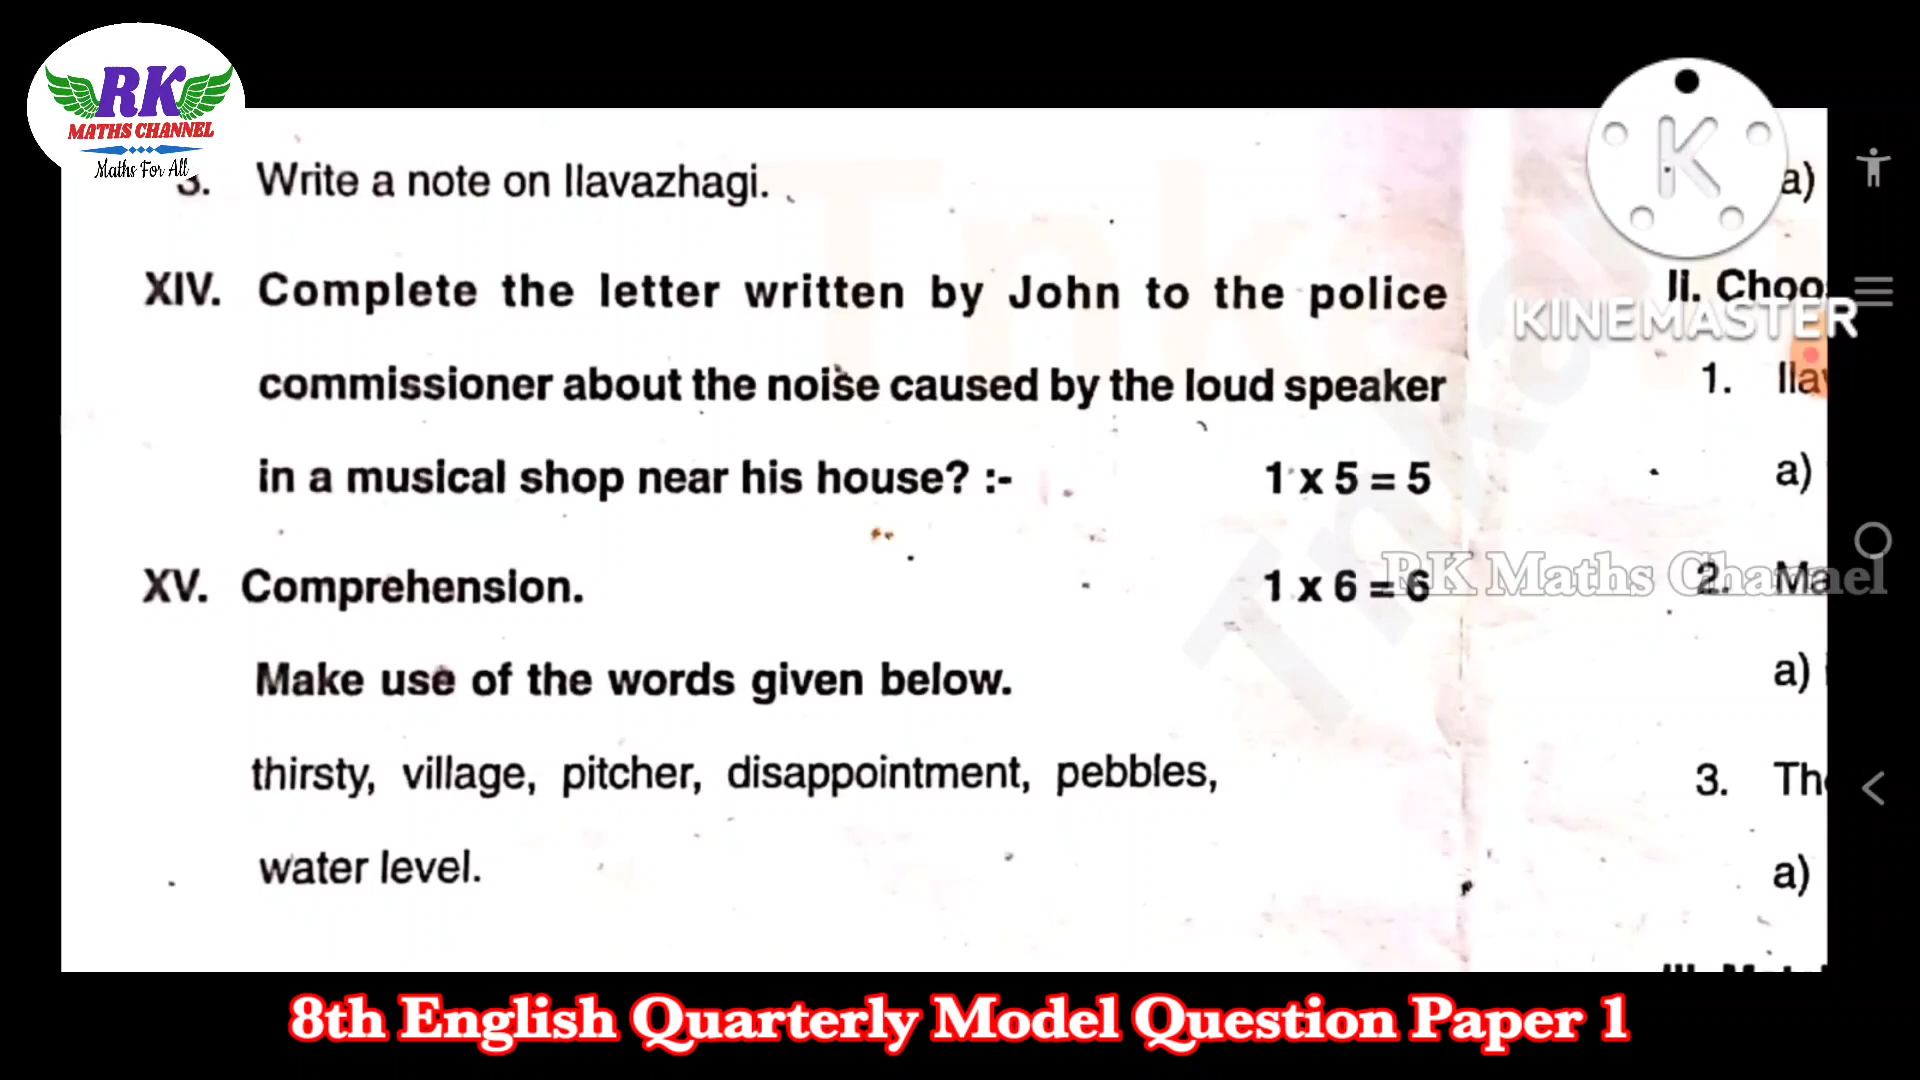 RK
MATHS CHANNEL
Maths For All
3. Write a note on Ilavazhagi.
XIV. Complete the letter written by John to the police
commissioner about the noise caused by the loud speaker
in a musical shop near his house? :- 1 x 5 = 5
XV. Comprehension. 1 x 6 = 6
Make use of the words given below.
thirsty, village, pitcher, disappointment, pebbles,
water level.
a)
II. Choo
KINEMASTER
1. Ila
a)
RK Maths Channel
2. Ma
a)
3. Th
a)
8th English Quarterly Model Question Paper 1